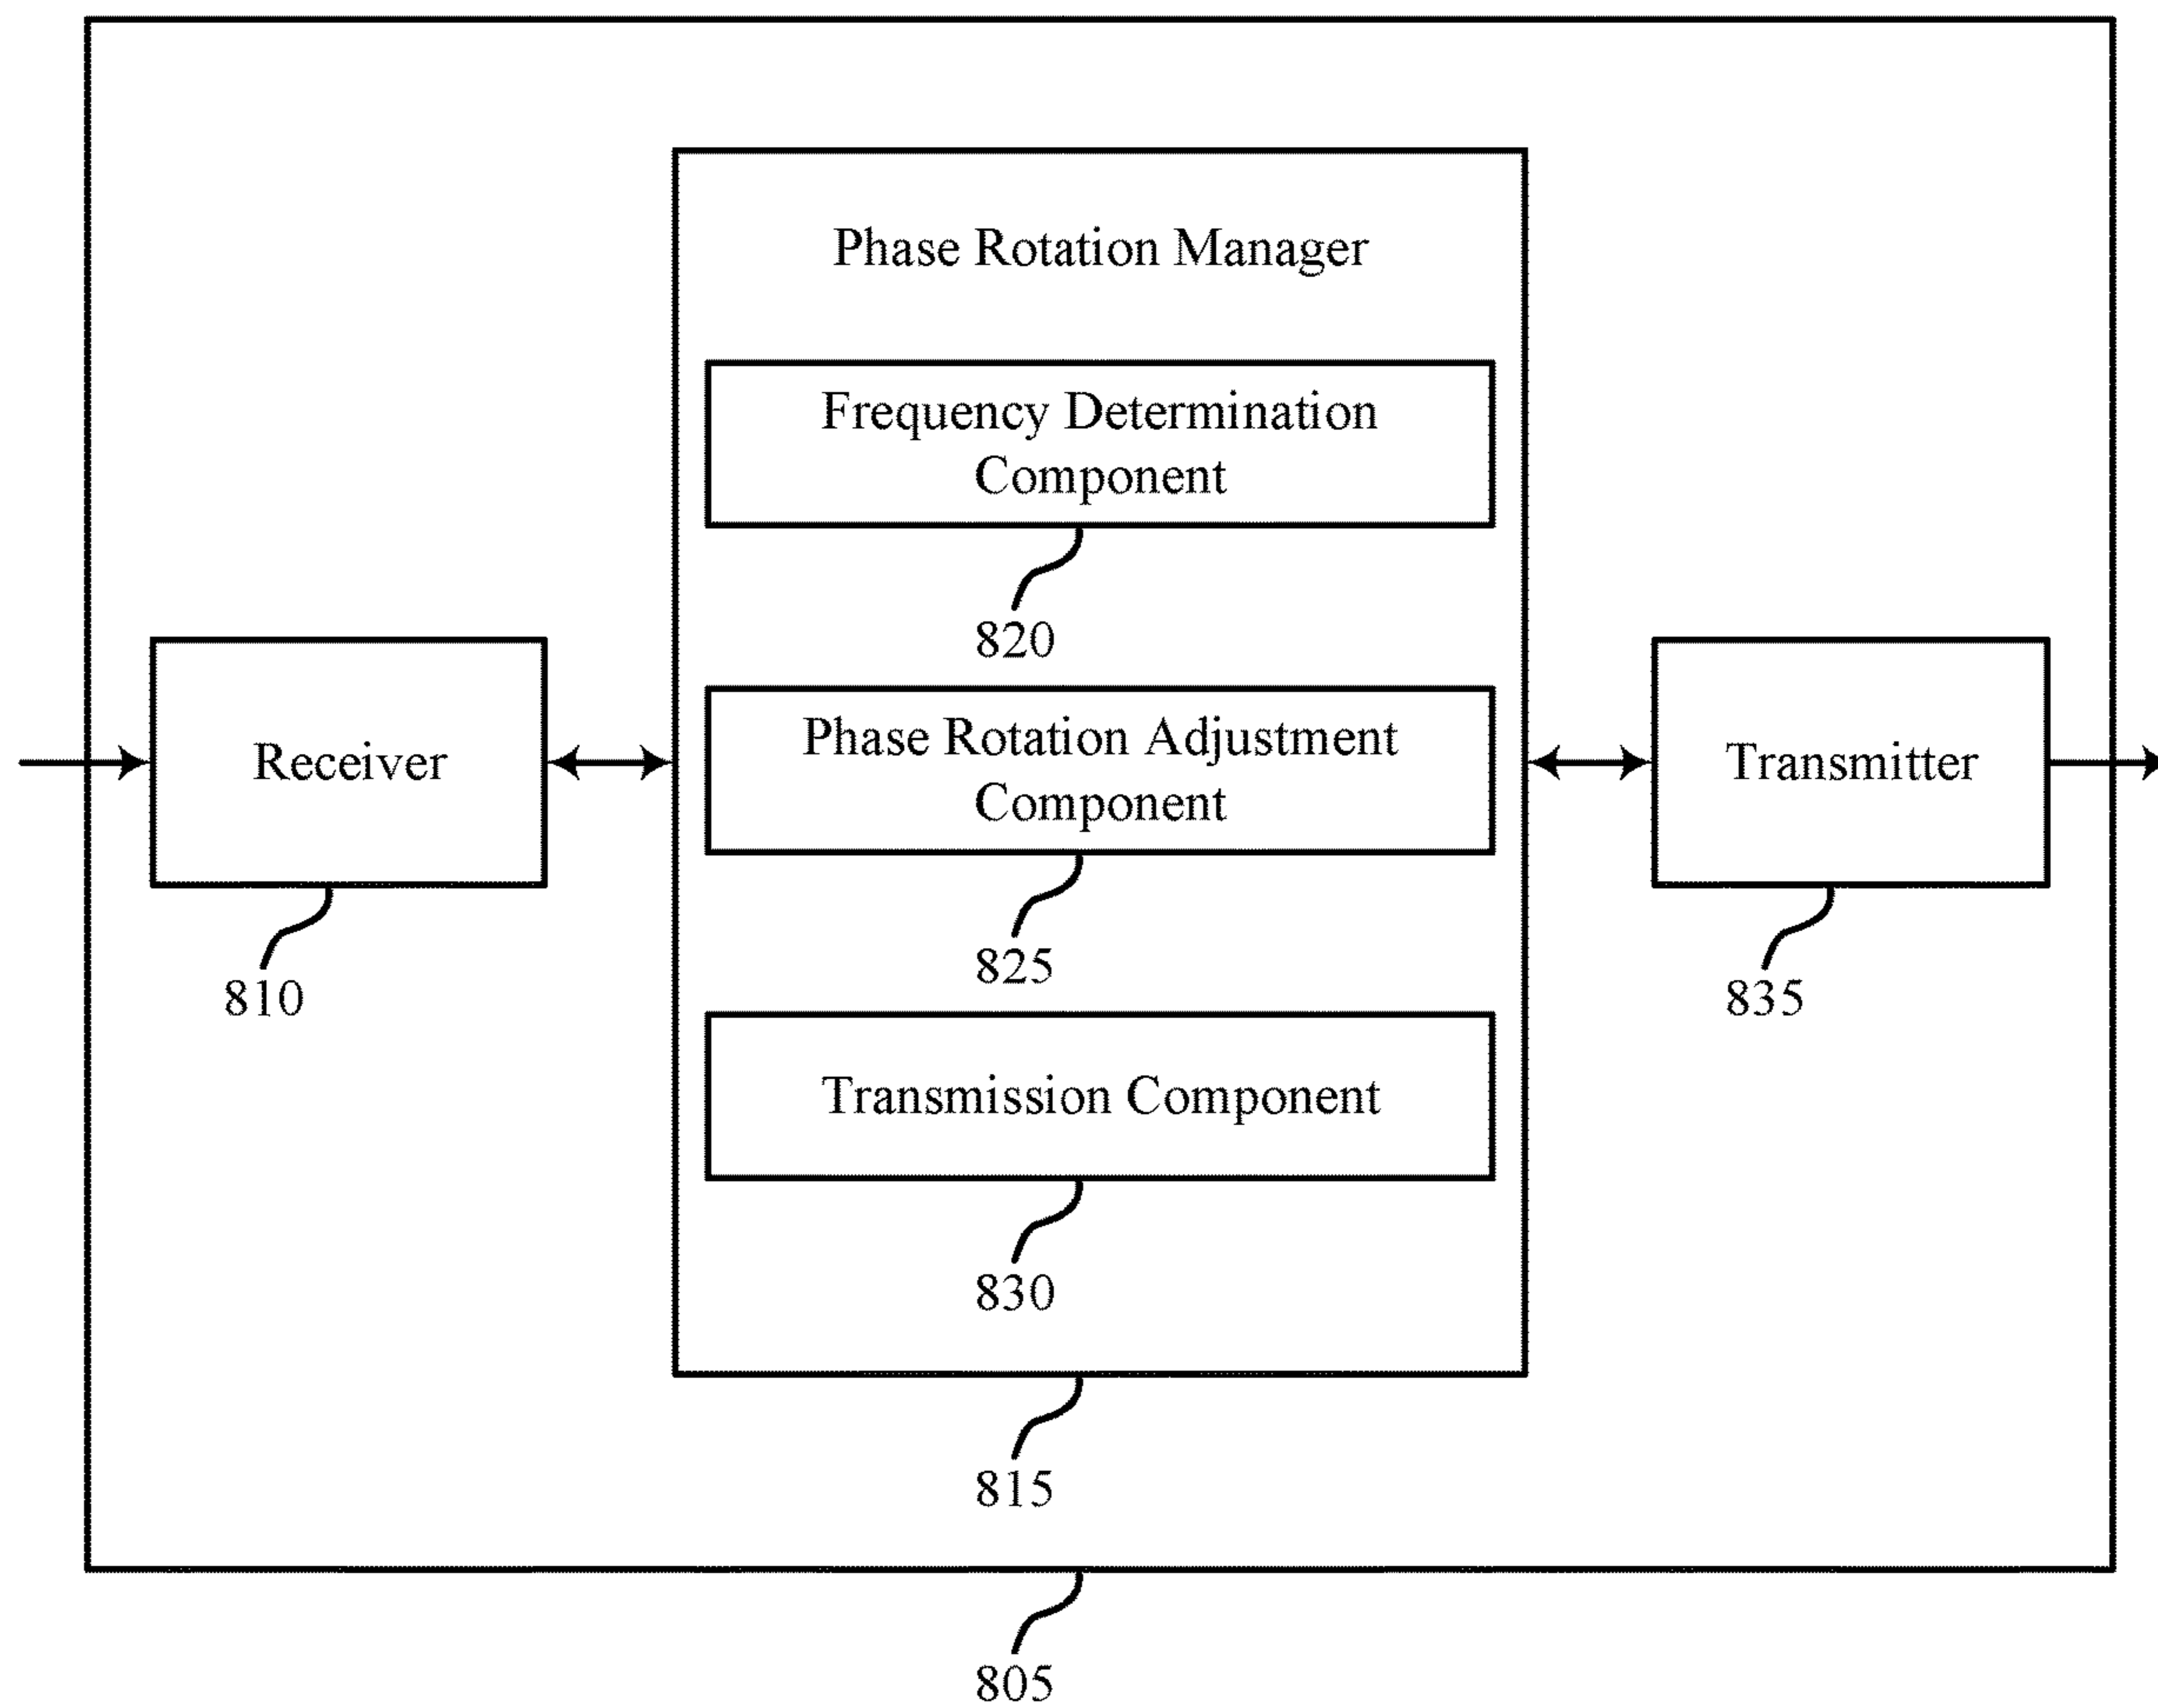 Phase Rotation Manager
Frequency Determination
Component
820
Receiver
810
Phase Rotation Adjustment
Component
825
Transmitter
835
Transmission Component
830
815
805